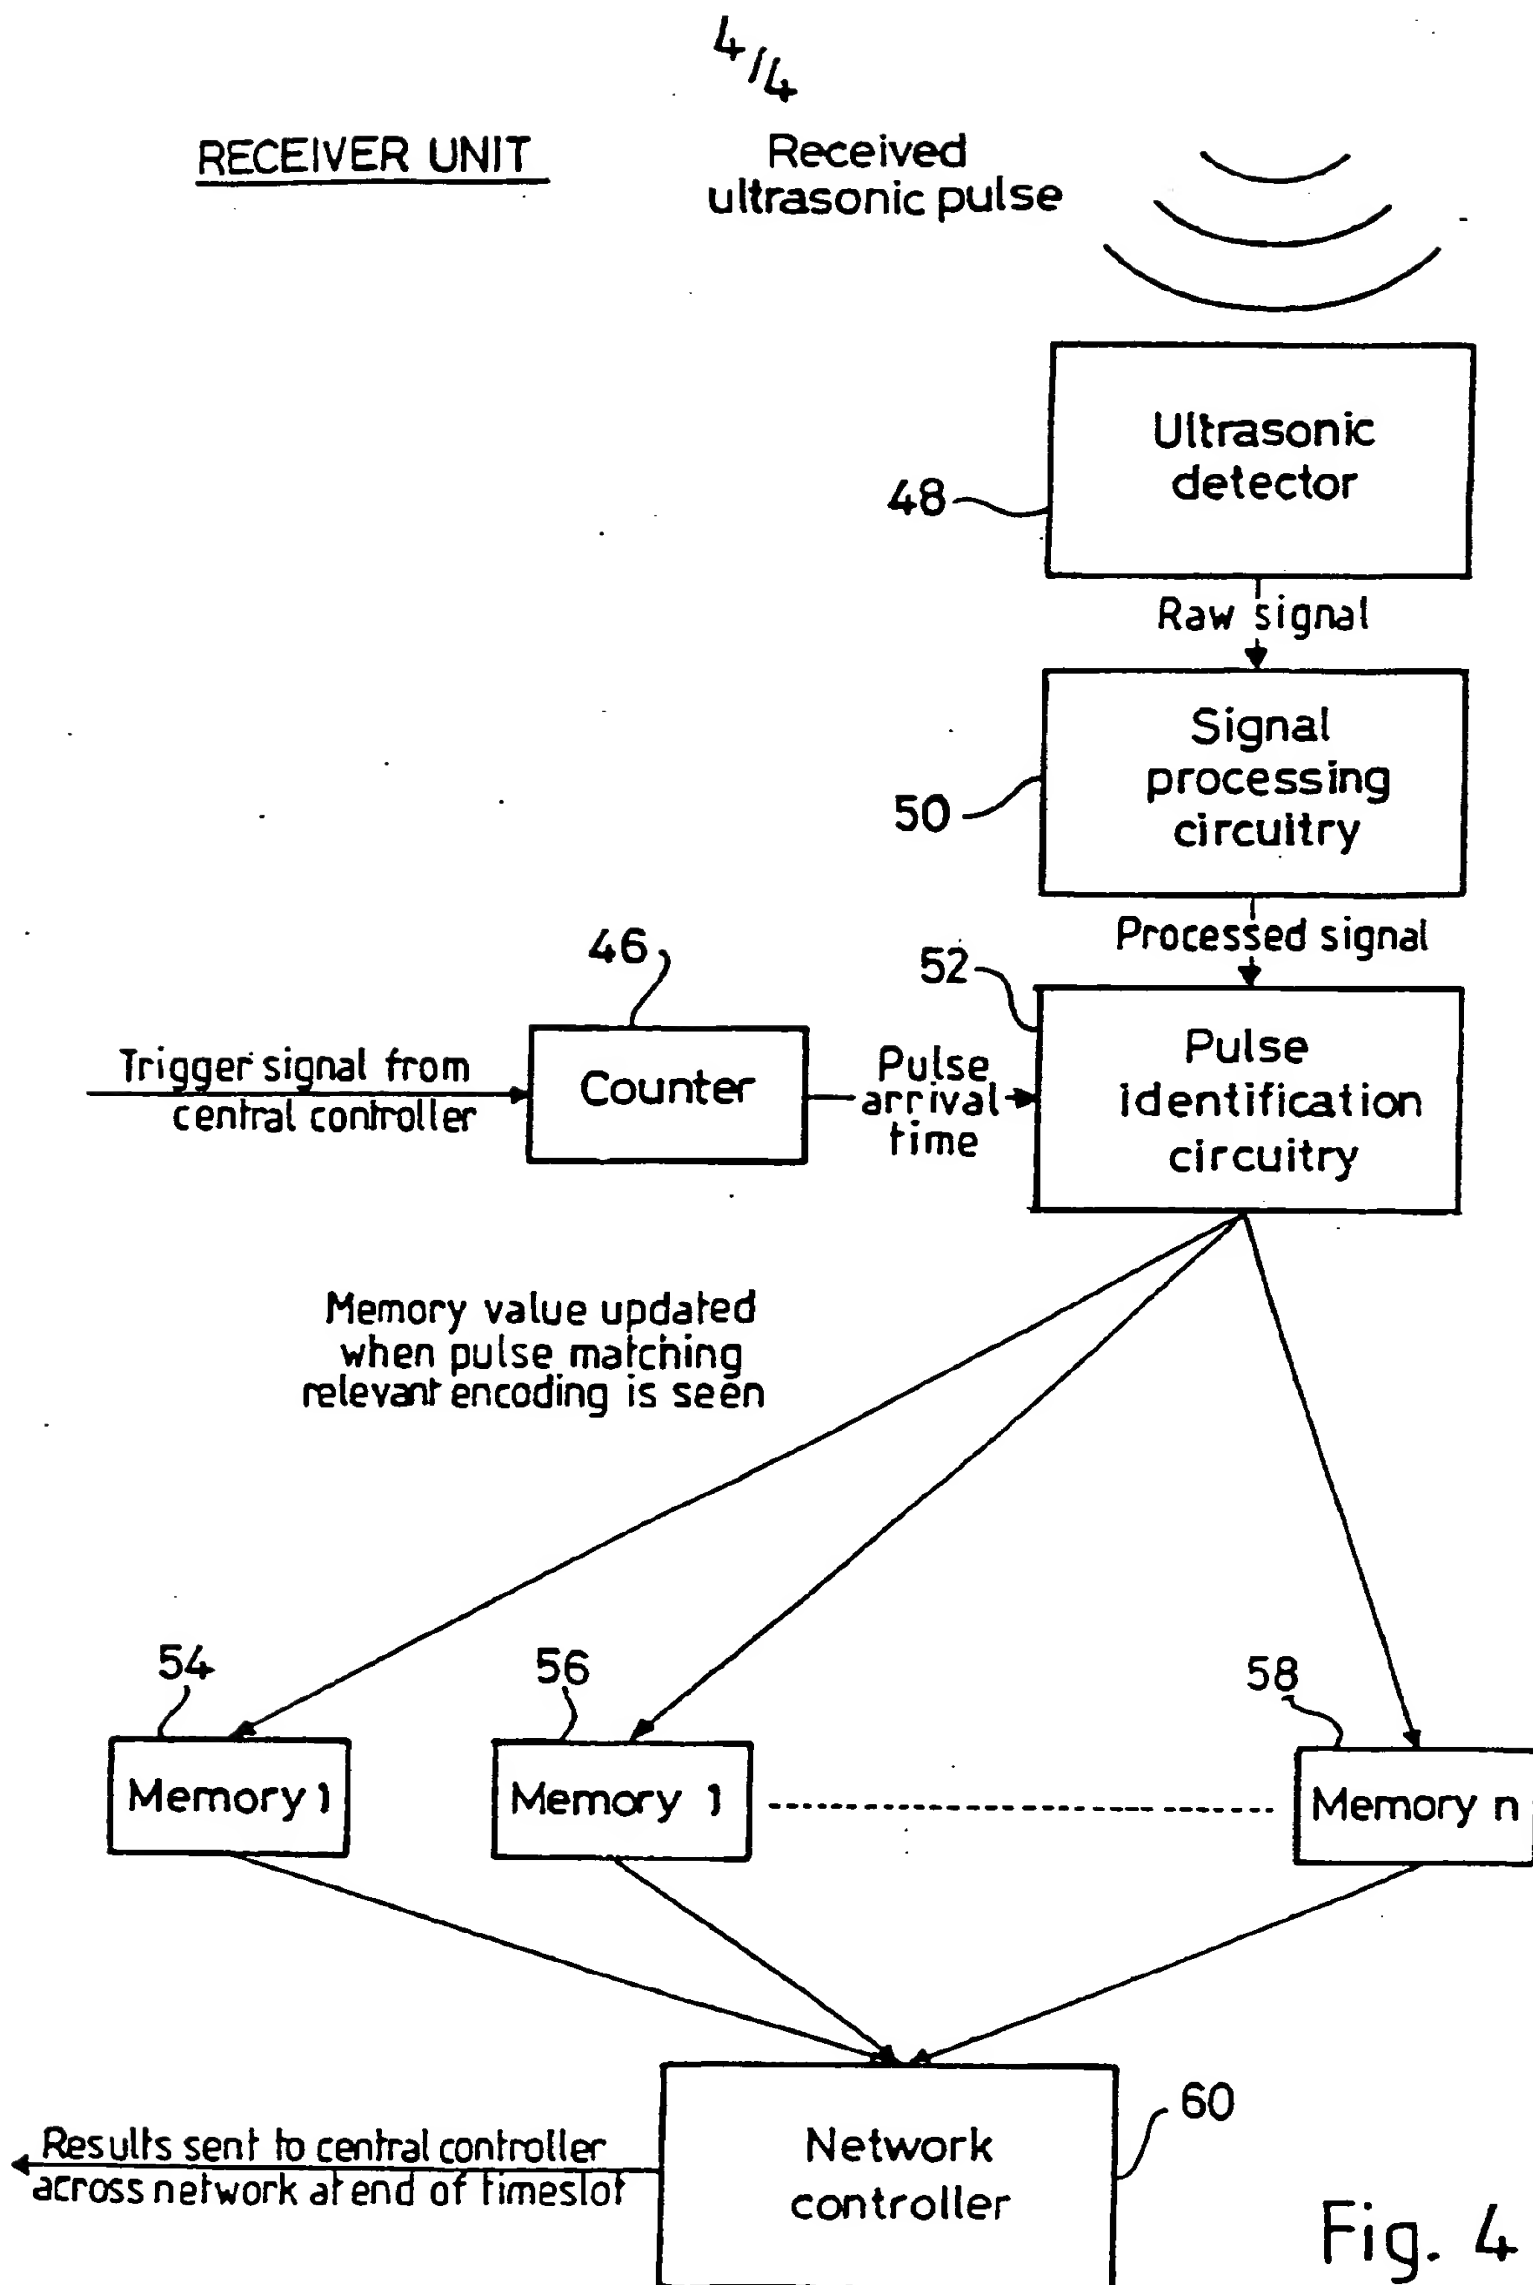 4/4
RECEIVER UNIT
Received
ultrasonic pulse
Ultrasonic
detector
48
Raw signal
Signal
processing
circuitry
50
Processed signal
46
52
Trigger signal from
central controller
Counter
Pulse
arrival
time
Pulse
identification
circuitry
Memory value updated
when pulse matching
relevant encoding is seen
54
56
58
Memory 1
Memory 1
Memory n
60
Results sent to central controller
across network at end of timeslot
Network
controller
Fig. 4